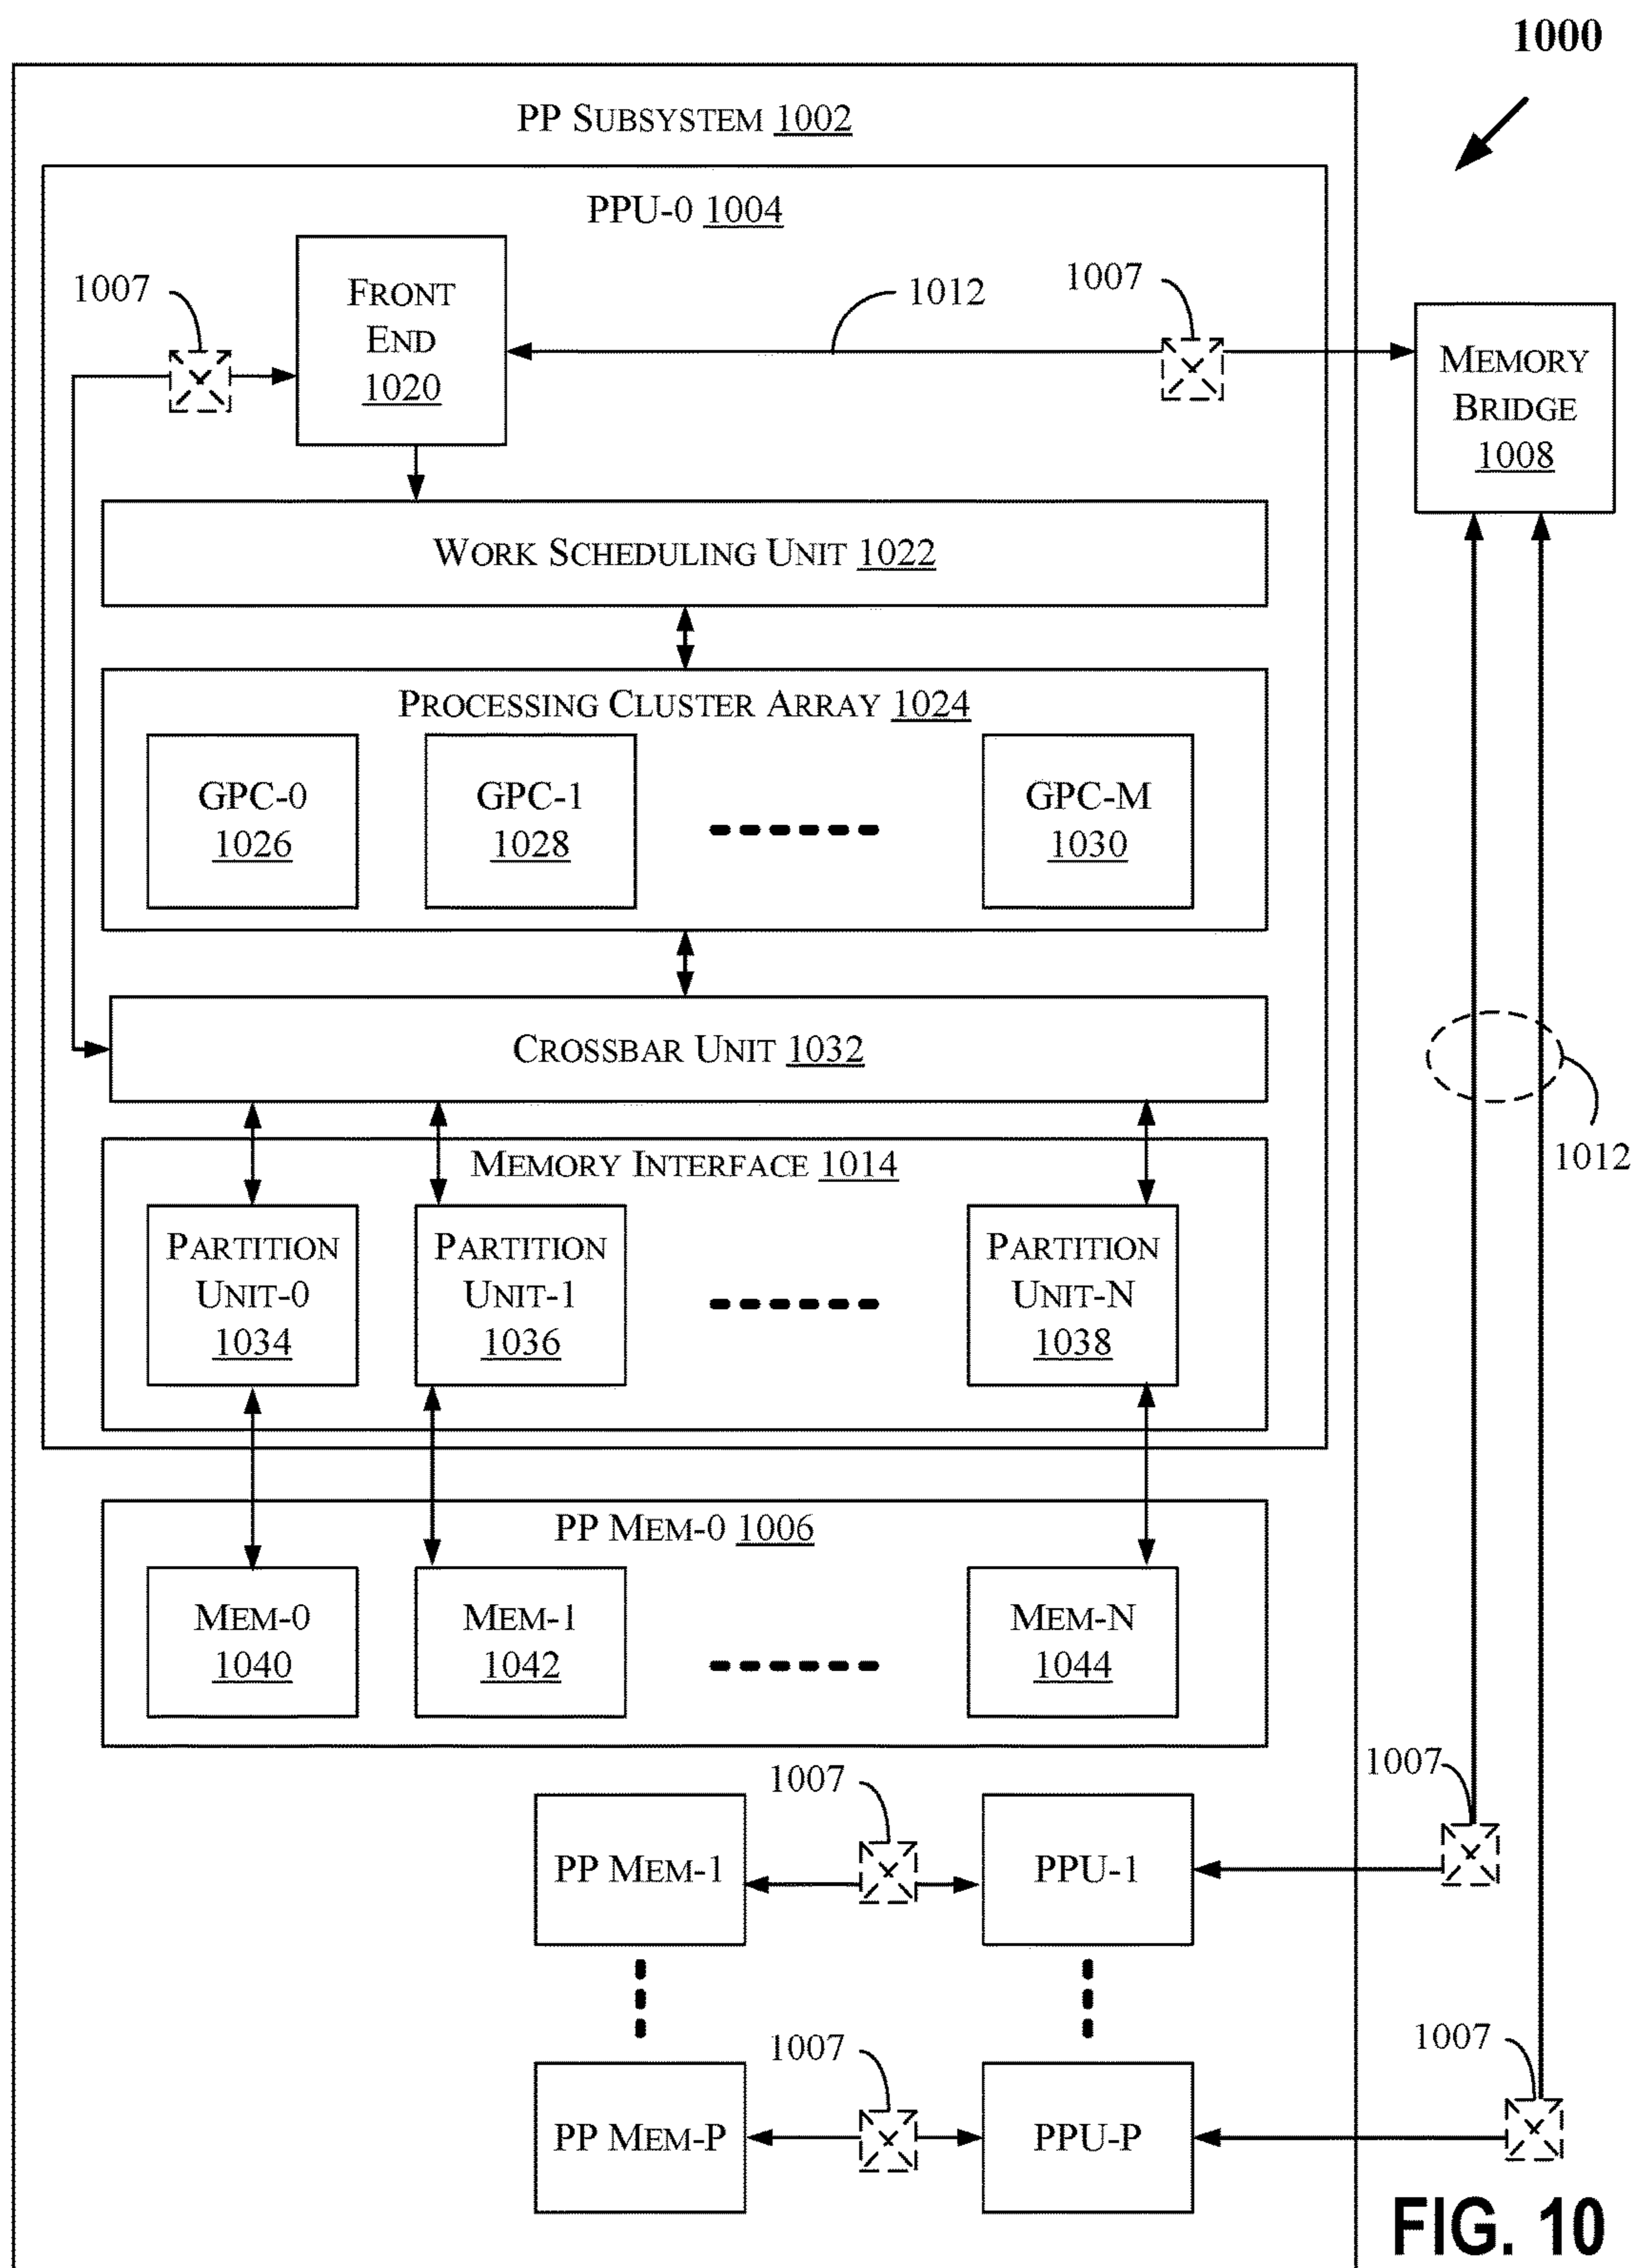 1000
PP SUBSYSTEM 1002
PPU-0 1004
1007
FRONT
END
1020
1012
1007
MEMORY
BRIDGE
1008
WORK SCHEDULING UNIT 1022
PROCESSING CLUSTER ARRAY 1024
GPC-0
1026
GPC-1
1028
GPC-M
1030
CROSSBAR UNIT 1032
1012
MEMORY INTERFACE 1014
PARTITION
UNIT-0
1034
PARTITION
UNIT-1
1036
PARTITION
UNIT-N
1038
PP MEM-0 1006
MEM-0
1040
MEM-1
1042
MEM-N
1044
1007
1007
PP MEM-1
PPU-1
1007
1007
PP MEM-P
PPU-P
FIG. 10